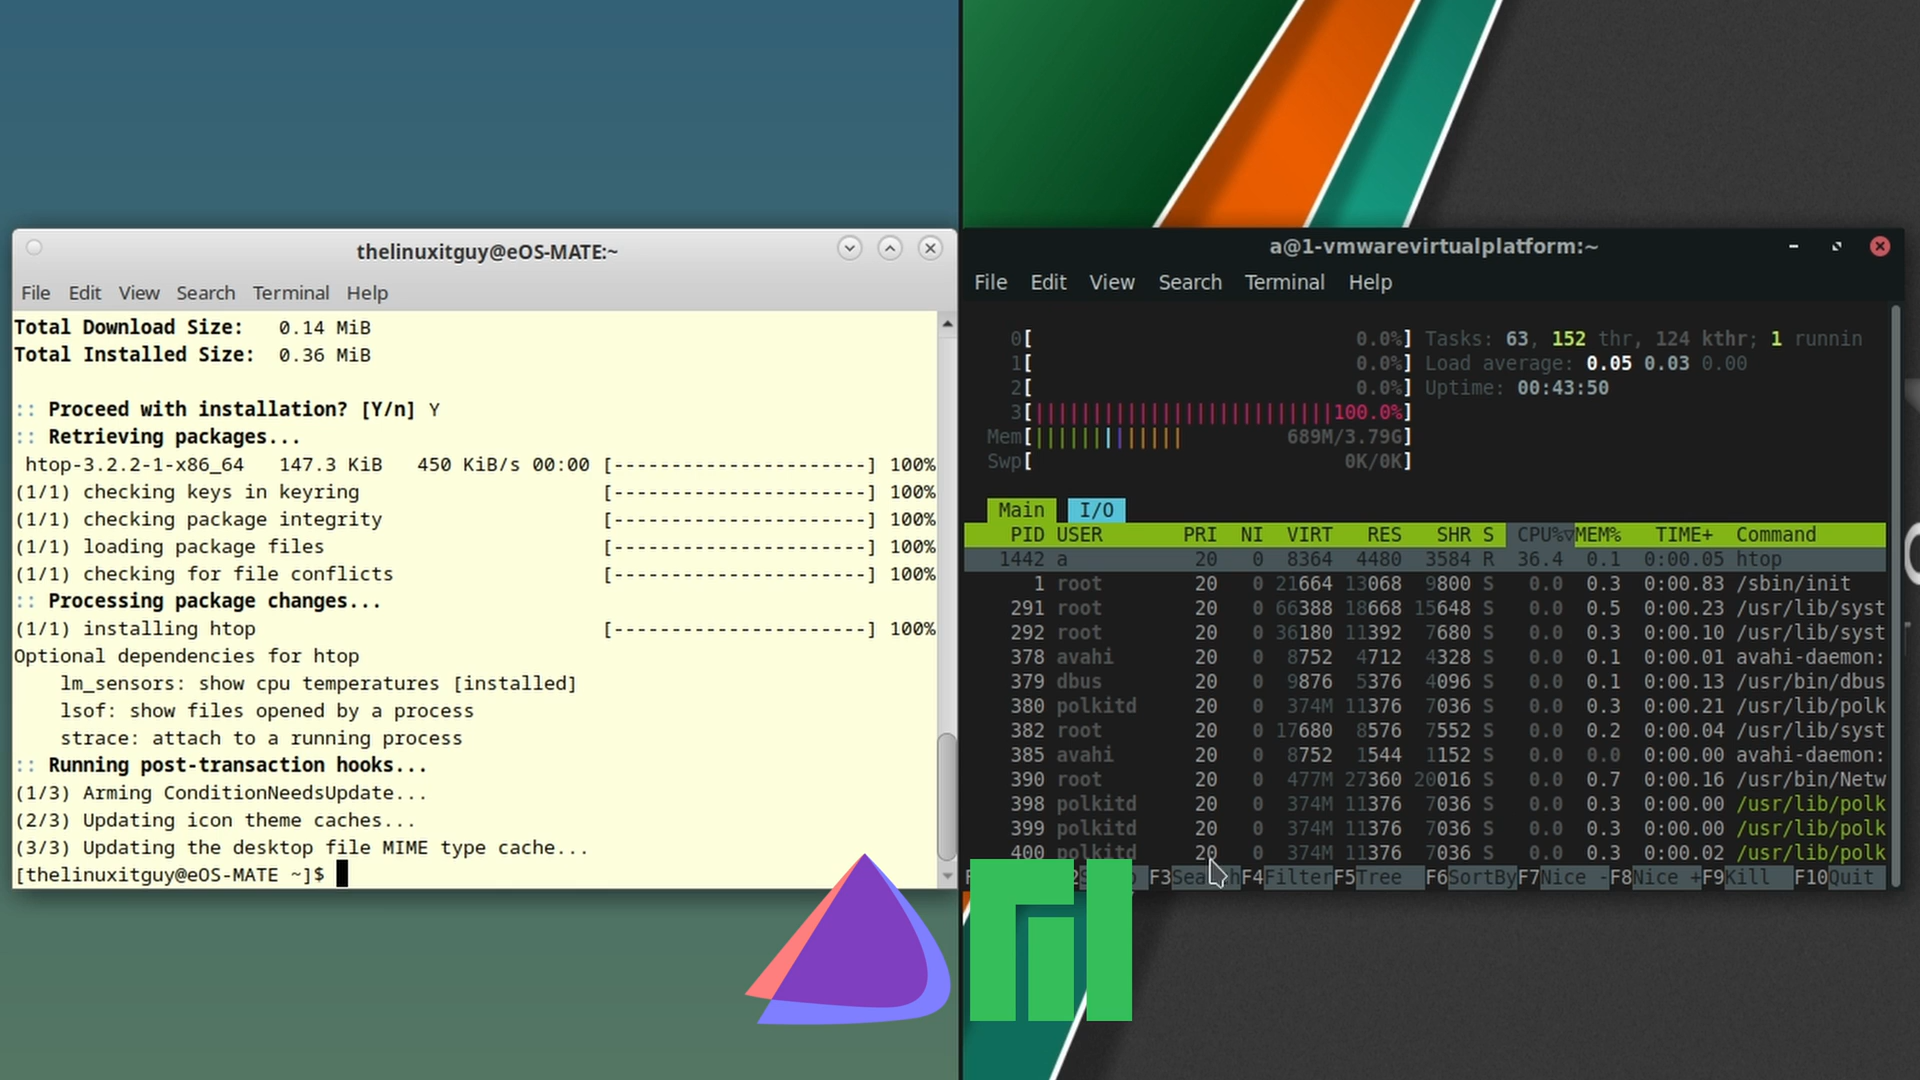 thelinuxitguy@eOS-MATE:~
File Edit View Search Terminal Help
Total Download Size: 0.14 MiB
Total Installed Size: 0.36 MiB
:: Proceed with installation? [Y/n] Y
:: Retrieving packages...
htop-3.2.2-1-x86_64 147.3 KiB 450 KiB/s 00:00 [----------------------] 100%
(1/1) checking keys in keyring [----------------------] 100%
(1/1) checking package integrity [----------------------] 100%
(1/1) loading package files [----------------------] 100%
(1/1) checking for file conflicts [----------------------] 100%
:: Processing package changes...
(1/1) installing htop [----------------------] 100%
Optional dependencies for htop
lm_sensors: show cpu temperatures [installed]
lsof: show files opened by a process
strace: attach to a running process
:: Running post-transaction hooks...
(1/3) Arming ConditionNeedsUpdate...
(2/3) Updating icon theme caches...
(3/3) Updating the desktop file MIME type cache...
[thelinuxitguy@eOS-MATE ~]$
a@1-vmwarevirtualplatform:~
File Edit View Search Terminal Help
0[ 0.0%] Tasks: 63, 152 thr, 124 kthr; 1 runnin
1[ 0.0%] Load average: 0.05 0.03 0.00
2[ 0.0%] Uptime: 00:43:50
3[||||||||||||||||||||||||||100.0%]
Mem[||||||||||||| 689M/3.79G]
Swp[ 0K/0K]
Main I/O
PID USER PRI NI VIRT RES SHR S CPU%▽MEM% TIME+ Command
1442 a 20 0 8364 4480 3584 R 36.4 0.1 0:00.05 htop
1 root 20 0 21664 13068 9800 S 0.0 0.3 0:00.83 /sbin/init
291 root 20 0 66388 18668 15648 S 0.0 0.5 0:00.23 /usr/lib/syst
292 root 20 0 36180 11392 7680 S 0.0 0.3 0:00.10 /usr/lib/syst
378 avahi 20 0 8752 4712 4328 S 0.0 0.1 0:00.01 avahi-daemon:
379 dbus 20 0 9876 5376 4096 S 0.0 0.1 0:00.13 /usr/bin/dbus
380 polkitd 20 0 374M 11376 7036 S 0.0 0.3 0:00.21 /usr/lib/polk
382 root 20 0 17680 8576 7552 S 0.0 0.2 0:00.04 /usr/lib/syst
385 avahi 20 0 8752 1544 1152 S 0.0 0.0 0:00.00 avahi-daemon:
390 root 20 0 477M 27360 20016 S 0.0 0.7 0:00.16 /usr/bin/Netw
398 polkitd 20 0 374M 11376 7036 S 0.0 0.3 0:00.00 /usr/lib/polk
399 polkitd 20 0 374M 11376 7036 S 0.0 0.3 0:00.00 /usr/lib/polk
400 polkitd 20 0 374M 11376 7036 S 0.0 0.3 0:00.02 /usr/lib/polk
F3Search F4Filter F5Tree F6SortBy F7Nice - F8Nice + F9Kill F10Quit